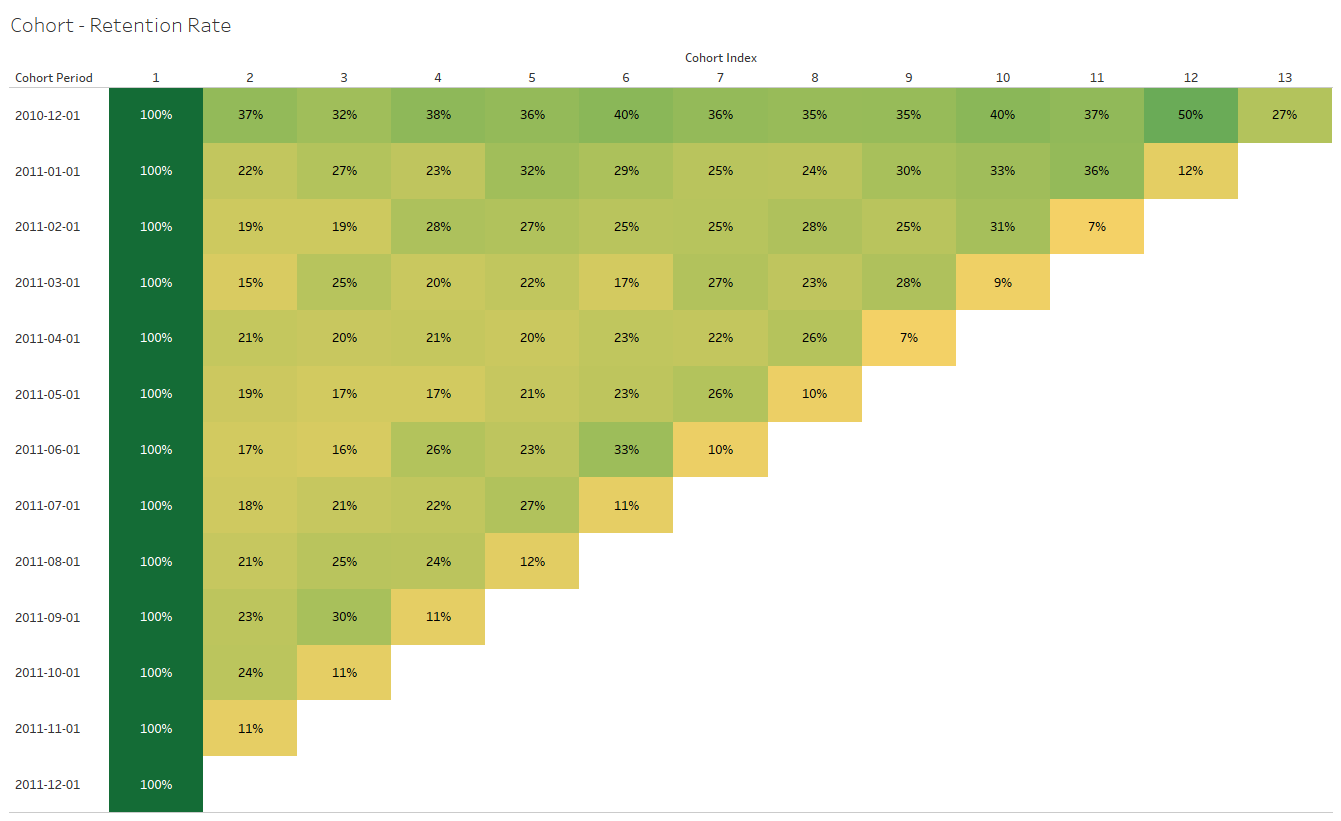 Cohort - Retention Rate
Cohort Index
Cohort Period 1 2 3 4 5 6 7 8 9 10 11 12 13
2010-12-01 100% 37% 32% 38% 36% 40% 36% 35% 35% 40% 37% 50% 27%
2011-01-01 100% 22% 27% 23% 32% 29% 25% 24% 30% 33% 36% 12%
2011-02-01 100% 19% 19% 28% 27% 25% 25% 28% 25% 31% 7%
2011-03-01 100% 15% 25% 20% 22% 17% 27% 23% 28% 9%
2011-04-01 100% 21% 20% 21% 20% 23% 22% 26% 7%
2011-05-01 100% 19% 17% 17% 21% 23% 26% 10%
2011-06-01 100% 17% 16% 26% 23% 33% 10%
2011-07-01 100% 18% 21% 22% 27% 11%
2011-08-01 100% 21% 25% 24% 12%
2011-09-01 100% 23% 30% 11%
2011-10-01 100% 24% 11%
2011-11-01 100% 11%
2011-12-01 100%